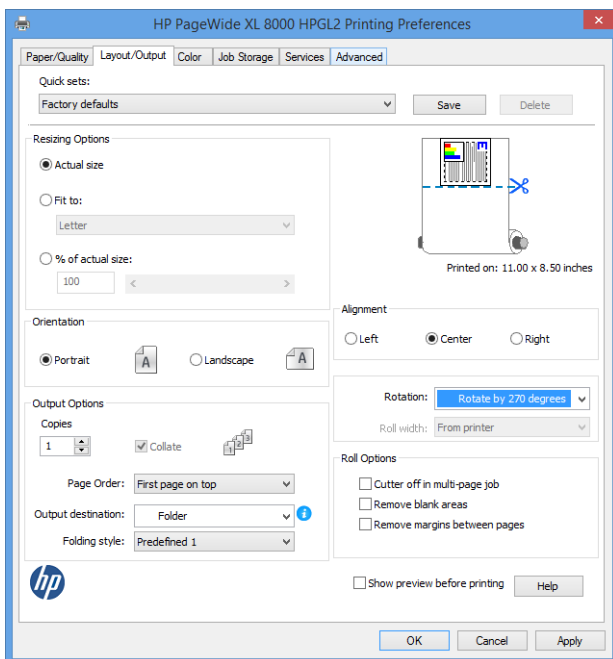 HP PageWide XL 8000 HPGL2 Printing Preferences
Paper/Quality Layout/Output Color Job Storage Services Advanced
Quick sets:
Factory defaults Save Delete
Resizing Options
Actual size
Fit to:
Letter
% of actual size:
100
E
Printed on: 11.00 x 8.50 inches
Orientation
Portrait A Landscape A
Alignment
Left Center Right
Rotation: Rotate by 270 degrees
Roll width: From printer
Output Options
Copies
1 Collate 1 2 3
Page Order: First page on top
Output destination: Folder i
Folding style: Predefined 1
Roll Options
Cutter off in multi-page job
Remove blank areas
Remove margins between pages
hp
Show preview before printing Help
OK Cancel Apply